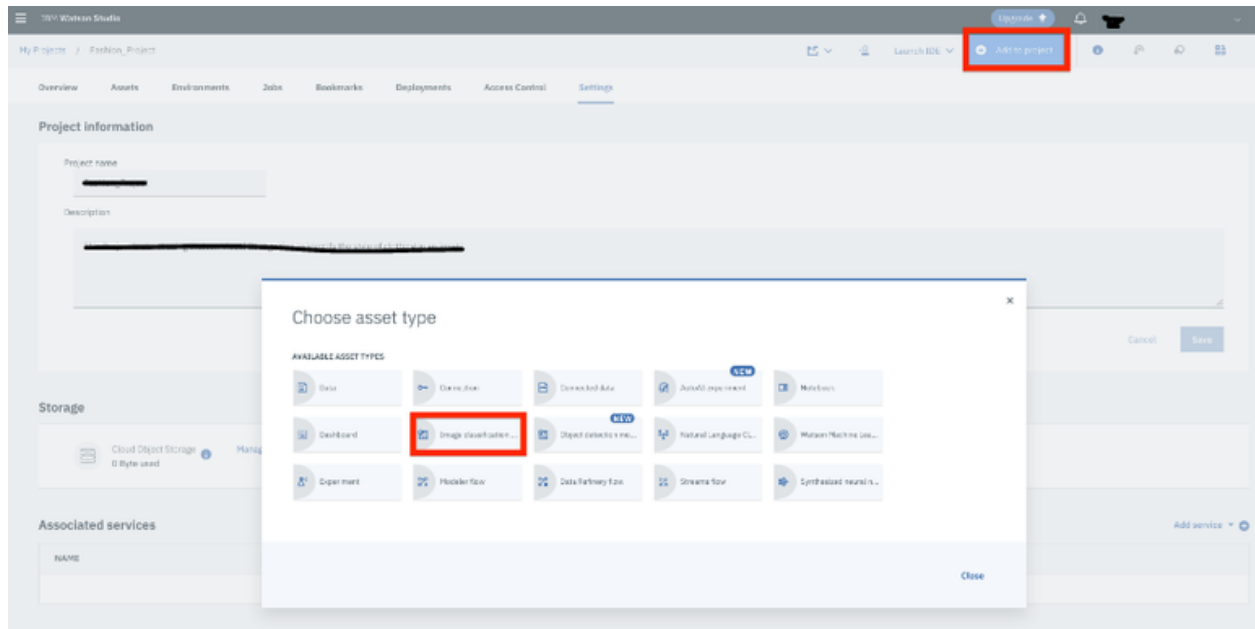 IBM Watson Studio Upgrade
My Projects / Fashion_Project Launch IDE Add to project
Overview Assets Environments Jobs Bookmarks Deployments Access Control Settings
Project information
Project name
Description
Choose asset type
AVAILABLE ASSET TYPES
NEW
Data Connection Connected data AutoAI experiment Notebook
NEW
Dashboard Image classification ... Object detection mo... Natural Language Cl... Watson Machine Lea...
Experiment Modeler flow Data Refinery flow Streams flow Synthesized neural n...
Cancel Save
Storage
Cloud Object Storage Manag
0 Byte used
Associated services Add service
NAME
Close